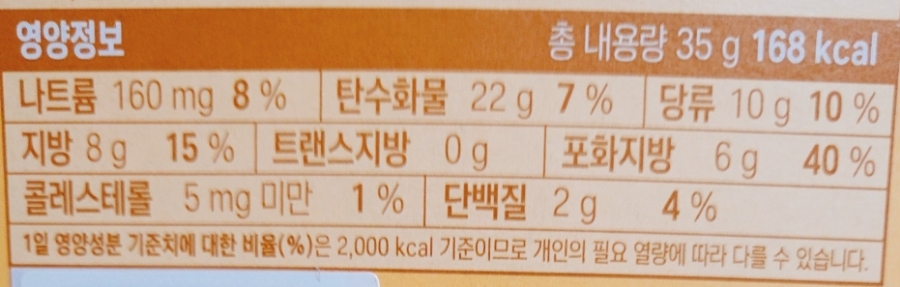 영양정보 총 내용량 35 g 168 kcal
나트륨 160 mg 8 % 탄수화물 22 g 7 % 당류 10 g 10 %
지방 8 g 15 % 트랜스지방 0 g 포화지방 6 g 40 %
콜레스테롤 5 mg 미만 1 % 단백질 2 g 4 %
1일 영양성분 기준치에 대한 비율(%)은 2,000 kcal 기준이므로 개인의 필요 열량에 따라 다를 수 있습니다.